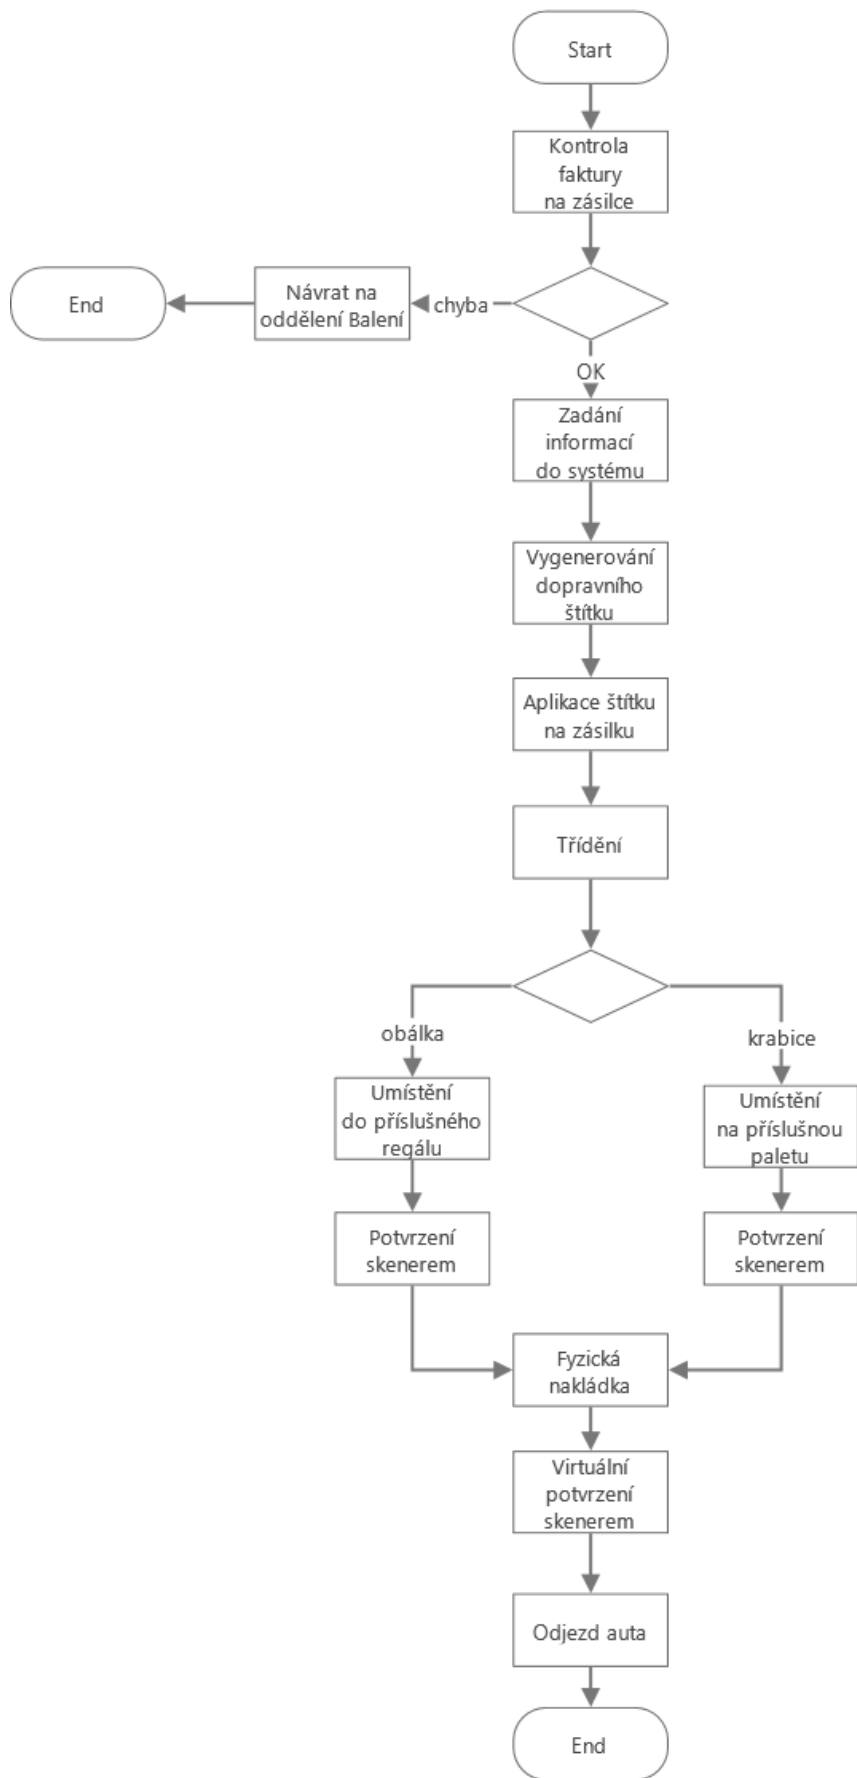 Start
Kontrola
faktury
na zásilce
End
Návrat na
oddělení Balení
chyba
OK
Zadání
informací
do systému
Vygenerování
dopravního
štítku
Aplikace štítku
na zásilku
Třídění
obálka
krabice
Umístění
do příslušného
regálu
Umístění
na příslušnou
paletu
Potvrzení
skenerem
Potvrzení
skenerem
Fyzická
nakládka
Virtuální
potvrzení
skenerem
Odjezd auta
End